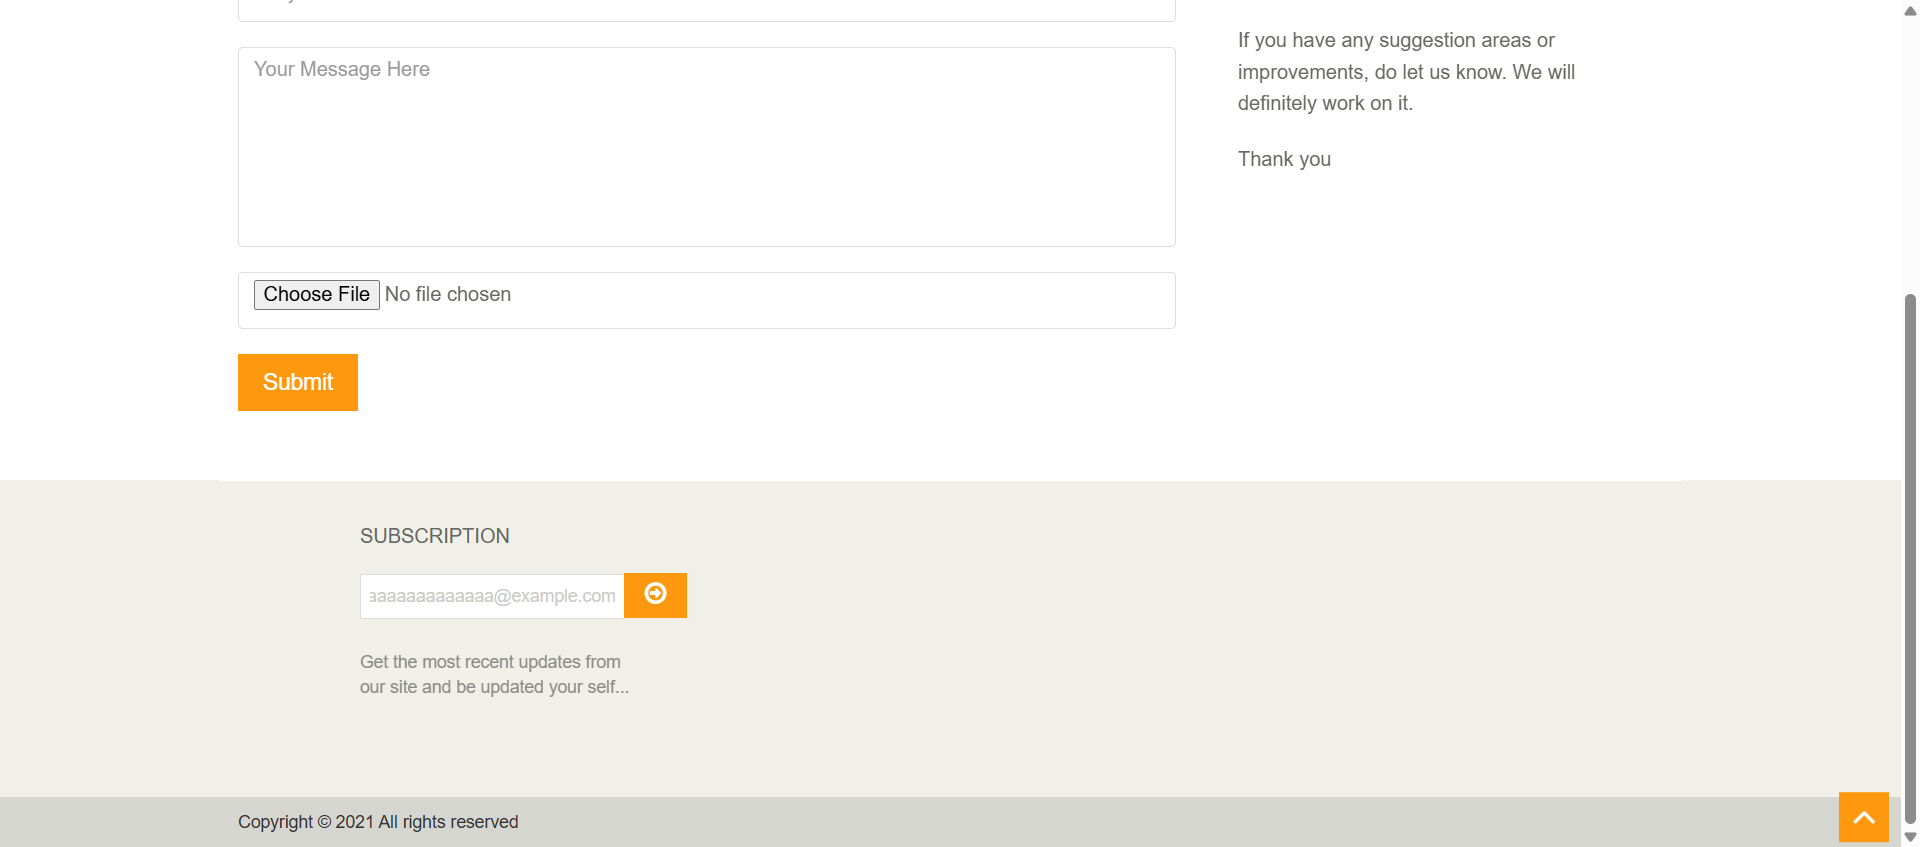 Your Message Here
If you have any suggestion areas or
improvements, do let us know. We will
definitely work on it.
Thank you
Choose File No file chosen
Submit
SUBSCRIPTION
aaaaaaaaaaaaaa@example.com
Get the most recent updates from
our site and be updated your self...
Copyright © 2021 All rights reserved